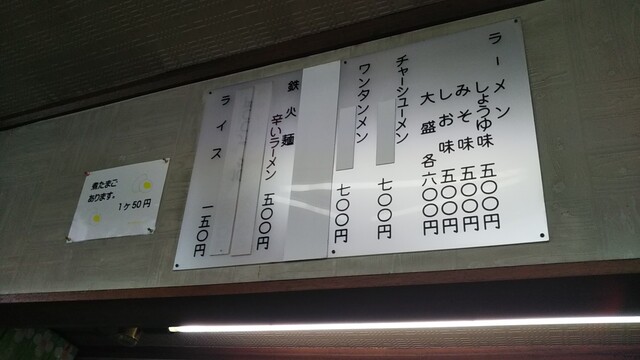 ラーメン
しょうゆ味 五〇〇円
みそ味 五〇〇円
しお味 五〇〇円
大盛各六〇〇円
チャーシューメン 七〇〇円
ワンタンメン 七〇〇円
鉄火麺
辛いラーメン 五〇〇円
ライス 一五〇円
煮たまご
あります。
1ヶ50円